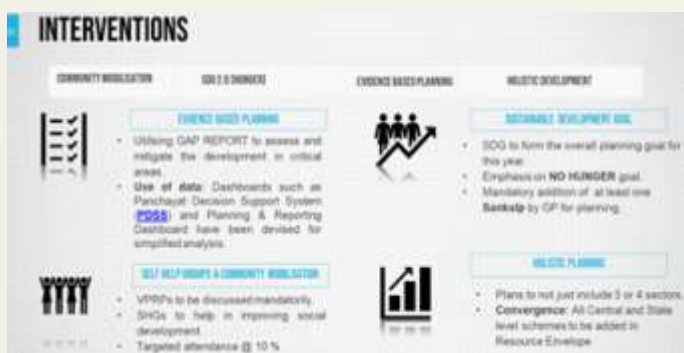 INTERVENTIONS
COMMUNITY MOBILISATION
EVIDENCE BASED PLANNING
HOLISTIC DEVELOPMENT
EVIDENCE BASED PLANNING
• Utilising GAP REPORT to assess and
mitigate the development in critical
areas.
• Use of data: Dashboards such as
Panchayat Decision Support System
(PDSS) and Planning & Reporting
Dashboard have been devised for
simplified analysis.
SELF HELP GROUPS & COMMUNITY MOBILISATION
• VPRPs to be discussed mandatorily.
• SHGs to help in improving social
development
• Targeted attendance @ 10 %
SUSTAINABLE DEVELOPMENT GOAL
• SDG to form the overall planning goal for
this year.
• Emphasis on NO HUNGER goal.
• Mandatory addition of at least one
Sankalp by GP for planning.
HOLISTIC PLANNING
• Plans to not just include 3 or 4 sectors.
• Convergence: All Central and State
level schemes to be added in
Resource Envelope